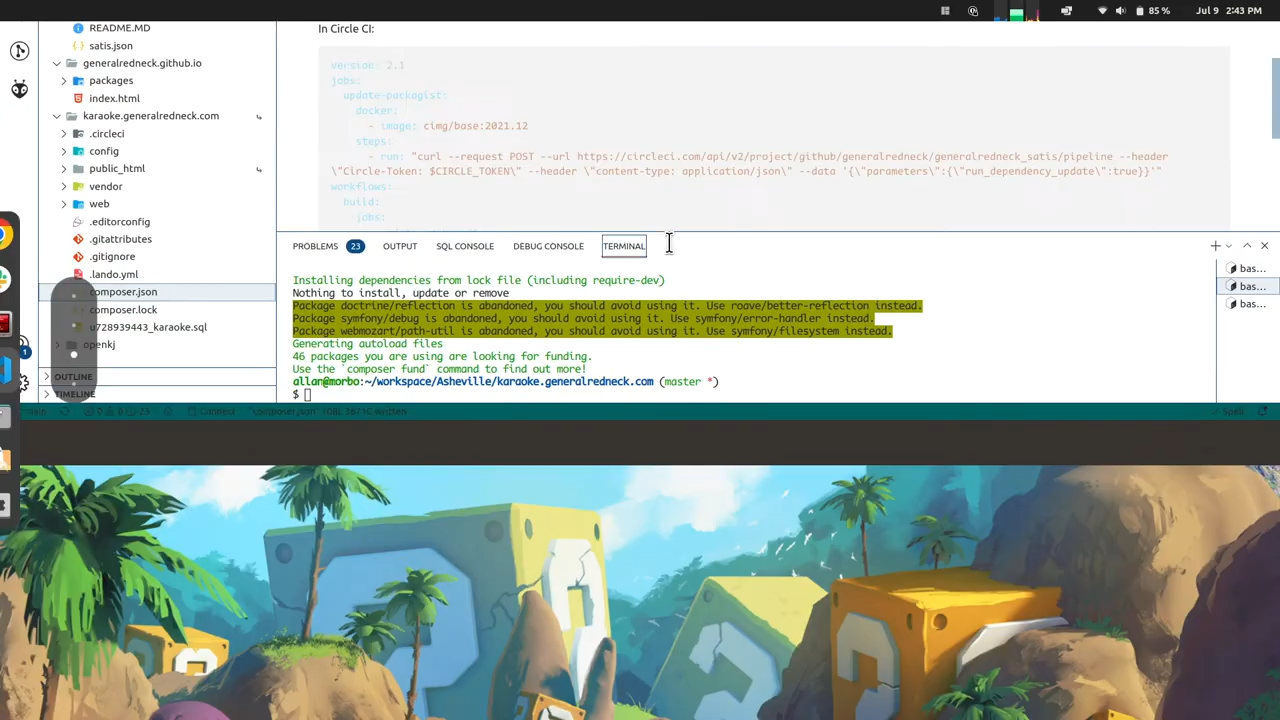 85 % Jul 9 2:43 PM
README.MD
satis.json
generalredneck.github.io
packages
index.html
karaoke.generalredneck.com
.circleci
config
public_html
vendor
web
.editorconfig
.gitattributes
.gitignore
.lando.yml
composer.json
composer.lock
u728939443_karaoke.sql
openkj
1
OUTLINE
TIMELINE
In Circle CI:
version: 2.1
jobs:
update-packagist:
docker:
- image: cimg/base:2021.12
steps:
- run: "curl --request POST --url https://circleci.com/api/v2/project/github/generalredneck/generalredneck_satis/pipeline --header
\"Circle-Token: $CIRCLE_TOKEN\" --header \"content-type: application/json\" --data '{\"parameters\":{\"run_dependency_update\":true}}'"
workflows:
build:
jobs:
PROBLEMS 23 OUTPUT SQL CONSOLE DEBUG CONSOLE TERMINAL
Installing dependencies from lock file (including require-dev)
Nothing to install, update or remove
Package doctrine/reflection is abandoned, you should avoid using it. Use roave/better-reflection instead.
Package symfony/debug is abandoned, you should avoid using it. Use symfony/error-handler instead.
Package webmozart/path-util is abandoned, you should avoid using it. Use symfony/filesystem instead.
Generating autoload files
46 packages you are using are looking for funding.
Use the `composer fund` command to find out more!
allan@morbo:~/workspace/Asheville/karaoke.generalredneck.com (master *)
$
bas...
bas...
bas...
Spell